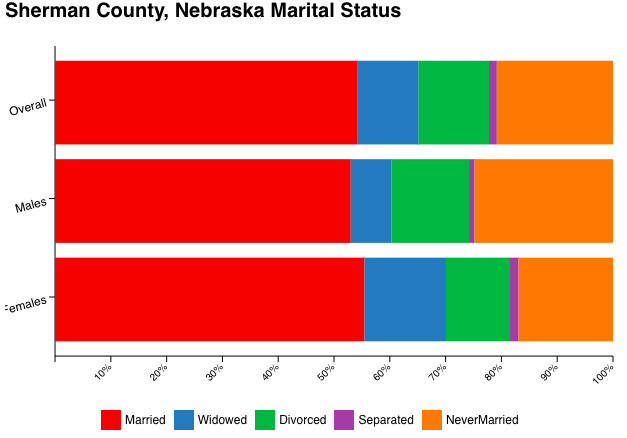 Sherman County, Nebraska Marital Status
Overall
Males
Females
10% 20% 30% 40% 50% 60% 70% 80% 90% 100%
Married Widowed Divorced Separated NeverMarried